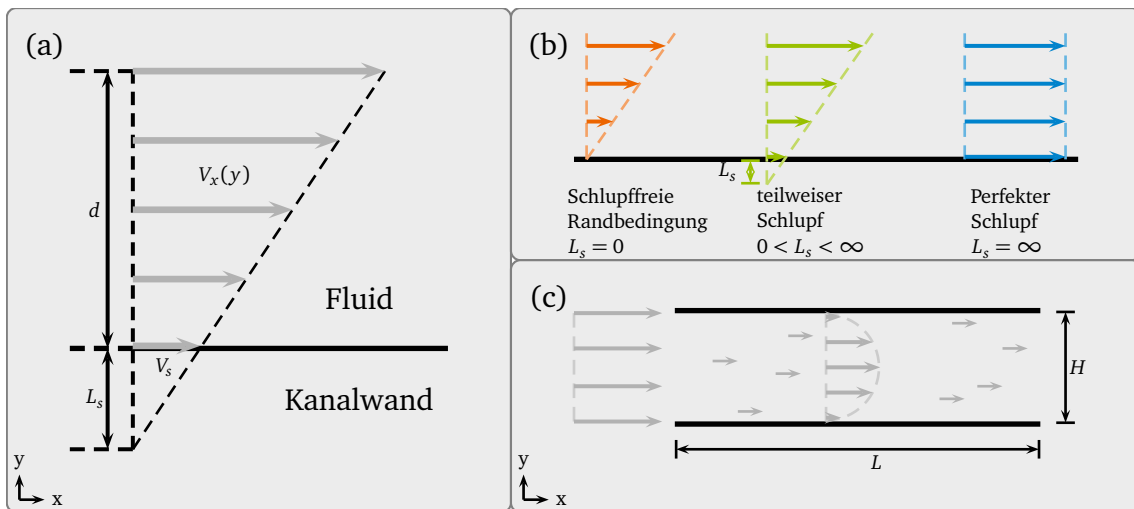 (a)
V_x(y)
d
Fluid
V_s
L_s
Kanalwand
y
x
(b)
L_s
Schlupffreie
Randbedingung
L_s = 0
teilweiser
Schlupf
0 < L_s < ∞
Perfekter
Schlupf
L_s = ∞
(c)
H
L
y
x